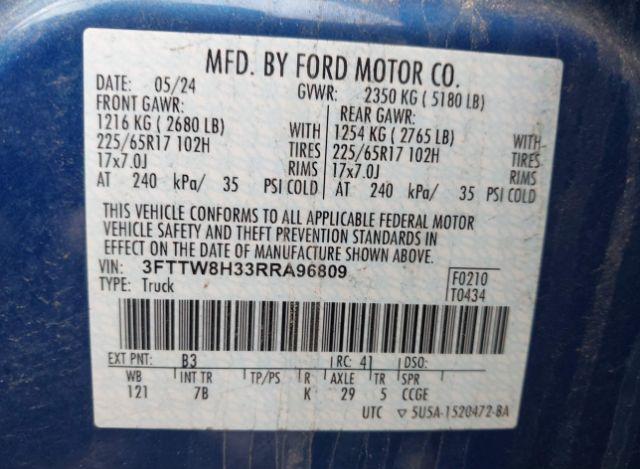 MFD. BY FORD MOTOR CO.
DATE: 05/24 GVWR: 2350 KG ( 5180 LB)
FRONT GAWR: REAR GAWR:
1216 KG ( 2680 LB) WITH 1254 KG ( 2765 LB) WITH
225/65R17 102H TIRES 225/65R17 102H TIRES
17x7.0J RIMS 17x7.0J RIMS
AT 240 kPa/ 35 PSI COLD AT 240 kPa/ 35 PSI COLD
THIS VEHICLE CONFORMS TO ALL APPLICABLE FEDERAL MOTOR
VEHICLE SAFETY AND THEFT PREVENTION STANDARDS IN
EFFECT ON THE DATE OF MANUFACTURE SHOWN ABOVE.
VIN: 3FTTW8H33RRA96809 F0210
TYPE: Truck T0434
EXT PNT: B3 RC: 41 DSO:
WB INT TR TP/PS R AXLE TR SPR
121 7B K 29 5 CCGE
UTC ▽ 5U5A-1520472-BA